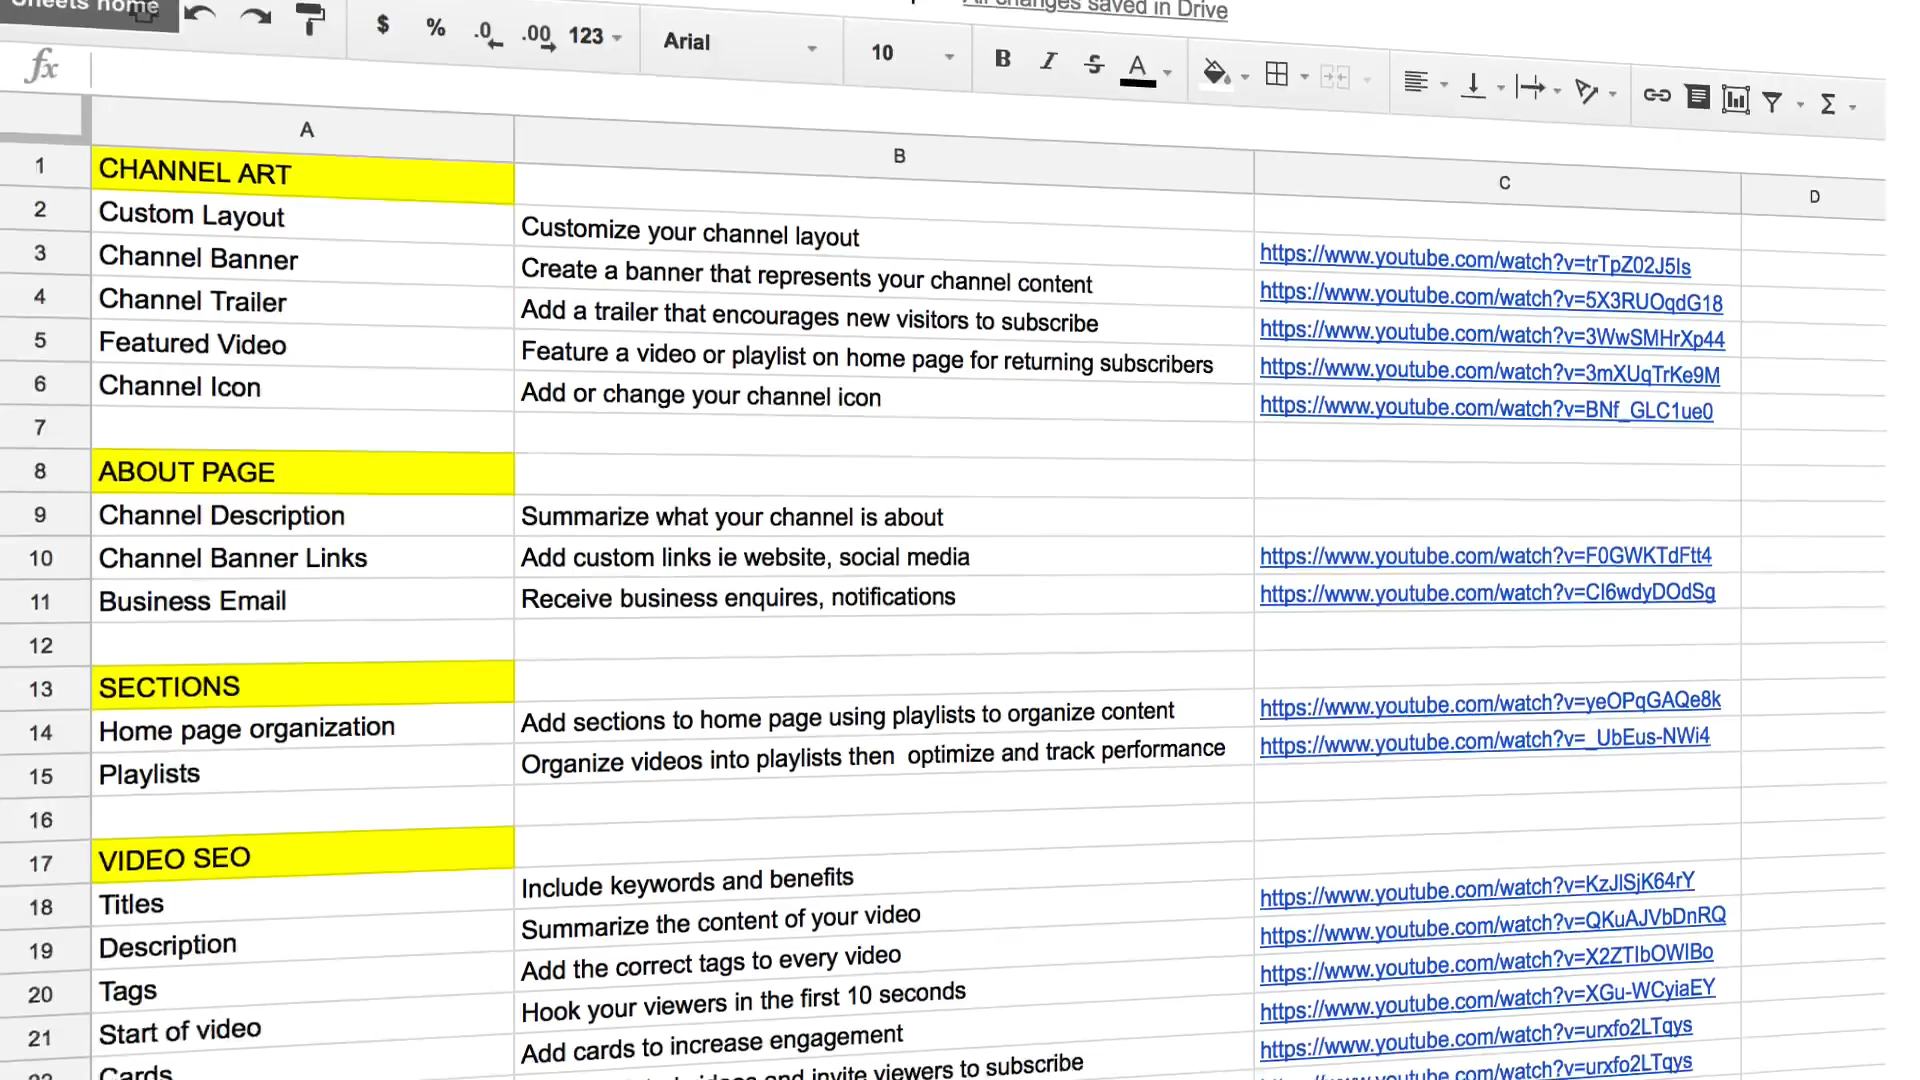 Sheets home
All changes saved in Drive
$ % .0 .00 123 Arial 10 B I S A Σ
fx
A B C D
1 CHANNEL ART
2 Custom Layout Customize your channel layout https://www.youtube.com/watch?v=trTpZ02J5Is
3 Channel Banner Create a banner that represents your channel content https://www.youtube.com/watch?v=5X3RUOqdG18
4 Channel Trailer Add a trailer that encourages new visitors to subscribe https://www.youtube.com/watch?v=3WwSMHrXp44
5 Featured Video Feature a video or playlist on home page for returning subscribers https://www.youtube.com/watch?v=3mXUqTrKe9M
6 Channel Icon Add or change your channel icon https://www.youtube.com/watch?v=BNf_GLC1ue0
7
8 ABOUT PAGE
9 Channel Description Summarize what your channel is about
10 Channel Banner Links Add custom links ie website, social media https://www.youtube.com/watch?v=F0GWKTdFtt4
11 Business Email Receive business enquires, notifications https://www.youtube.com/watch?v=CI6wdyDOdSg
12
13 SECTIONS
14 Home page organization Add sections to home page using playlists to organize content https://www.youtube.com/watch?v=yeOPqGAQe8k
15 Playlists Organize videos into playlists then optimize and track performance https://www.youtube.com/watch?v=_UbEus-NWi4
16
17 VIDEO SEO
18 Titles Include keywords and benefits https://www.youtube.com/watch?v=KzJlSjK64rY
19 Description Summarize the content of your video https://www.youtube.com/watch?v=QKuAJVbDnRQ
20 Tags Add the correct tags to every video https://www.youtube.com/watch?v=X2ZTIbOWIBo
21 Start of video Hook your viewers in the first 10 seconds https://www.youtube.com/watch?v=XGu-WCyiaEY
22 Cards Add cards to increase engagement https://www.youtube.com/watch?v=urxfo2LTqys
videos and invite viewers to subscribe https://www.youtube.com/watch?v=urxfo2LTqys